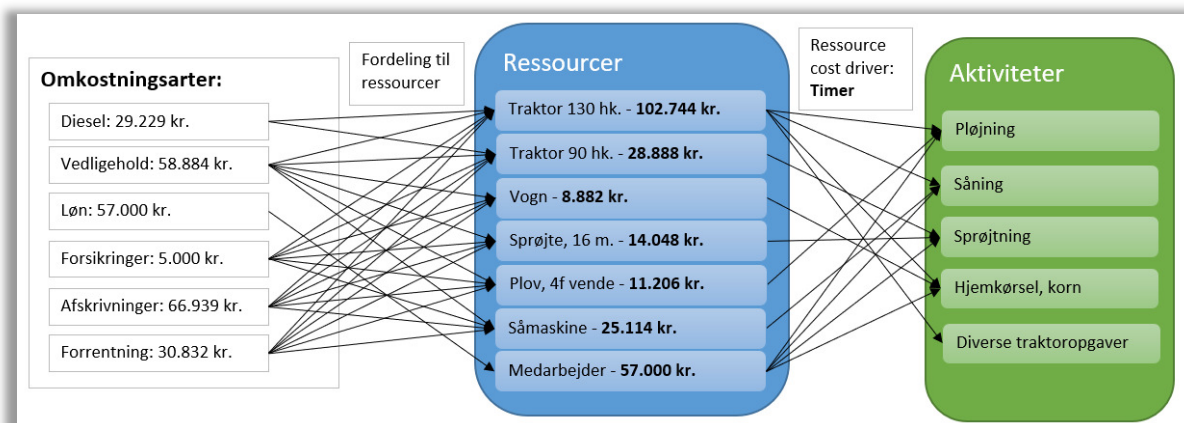 Omkostningsarter:
Diesel: 29.229 kr.
Vedligehold: 58.884 kr.
Løn: 57.000 kr.
Forsikringer: 5.000 kr.
Afskrivninger: 66.939 kr.
Forrentning: 30.832 kr.
Fordeling til
ressourcer
Ressourcer
Traktor 130 hk. - 102.744 kr.
Traktor 90 hk. - 28.888 kr.
Vogn - 8.882 kr.
Sprøjte, 16 m. - 14.048 kr.
Plov, 4f vende - 11.206 kr.
Såmaskine - 25.114 kr.
Medarbejder - 57.000 kr.
Ressource
cost driver:
Timer
Aktiviteter
Pløjning
Såning
Sprøjtning
Hjemkørsel, korn
Diverse traktoropgaver